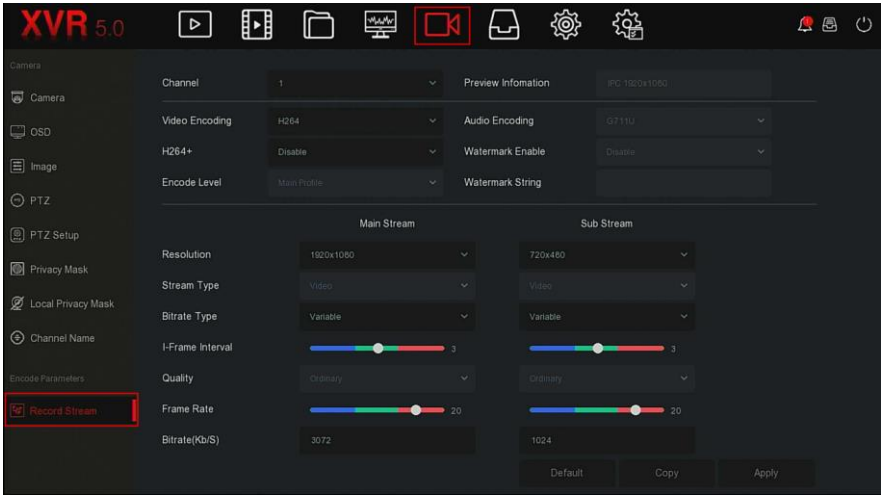 XVR 5.0
Camera
Camera
OSD
Image
PTZ
PTZ Setup
Privacy Mask
Local Privacy Mask
Channel Name
Encode Parameters
Record Stream
Channel 1 Preview Infomation IPC 1920x1080
Video Encoding H264 Audio Encoding G711U
H264+ Disable Watermark Enable Disable
Encode Level Main Profile Watermark String
Main Stream Sub Stream
Resolution 1920x1080 720x480
Stream Type Video Video
Bitrate Type Variable Variable
I-Frame Interval 3 3
Quality Ordinary Ordinary
Frame Rate 20 20
Bitrate(Kb/S) 3072 1024
Default Copy Apply